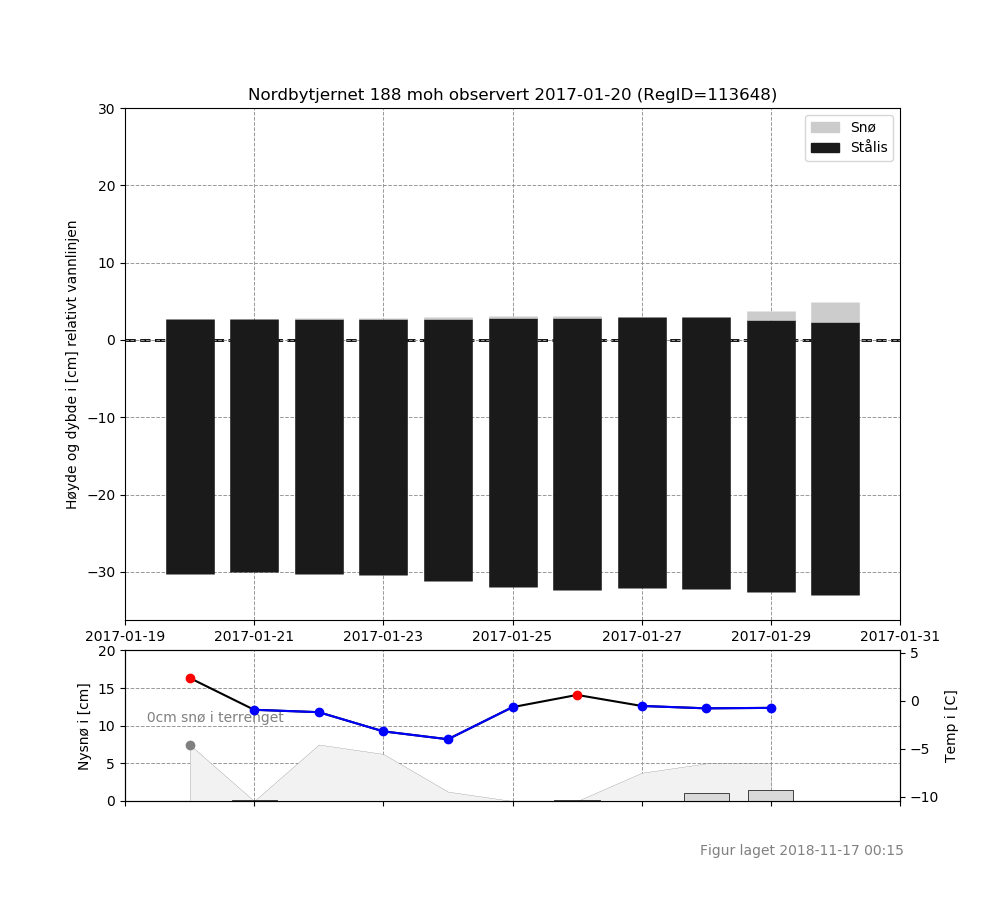 Nordbytjernet 188 moh observert 2017-01-20 (RegID=113648)
Høyde og dybde i [cm] relativt vannlinjen
30
20
10
0
−10
−20
−30
Snø
Stålis
2017-01-19 2017-01-21 2017-01-23 2017-01-25 2017-01-27 2017-01-29 2017-01-31
Nysnø i [cm]
20
15
10
5
0
0cm snø i terrenget
5
0
−5
−10
Temp i [C]
Figur laget 2018-11-17 00:15